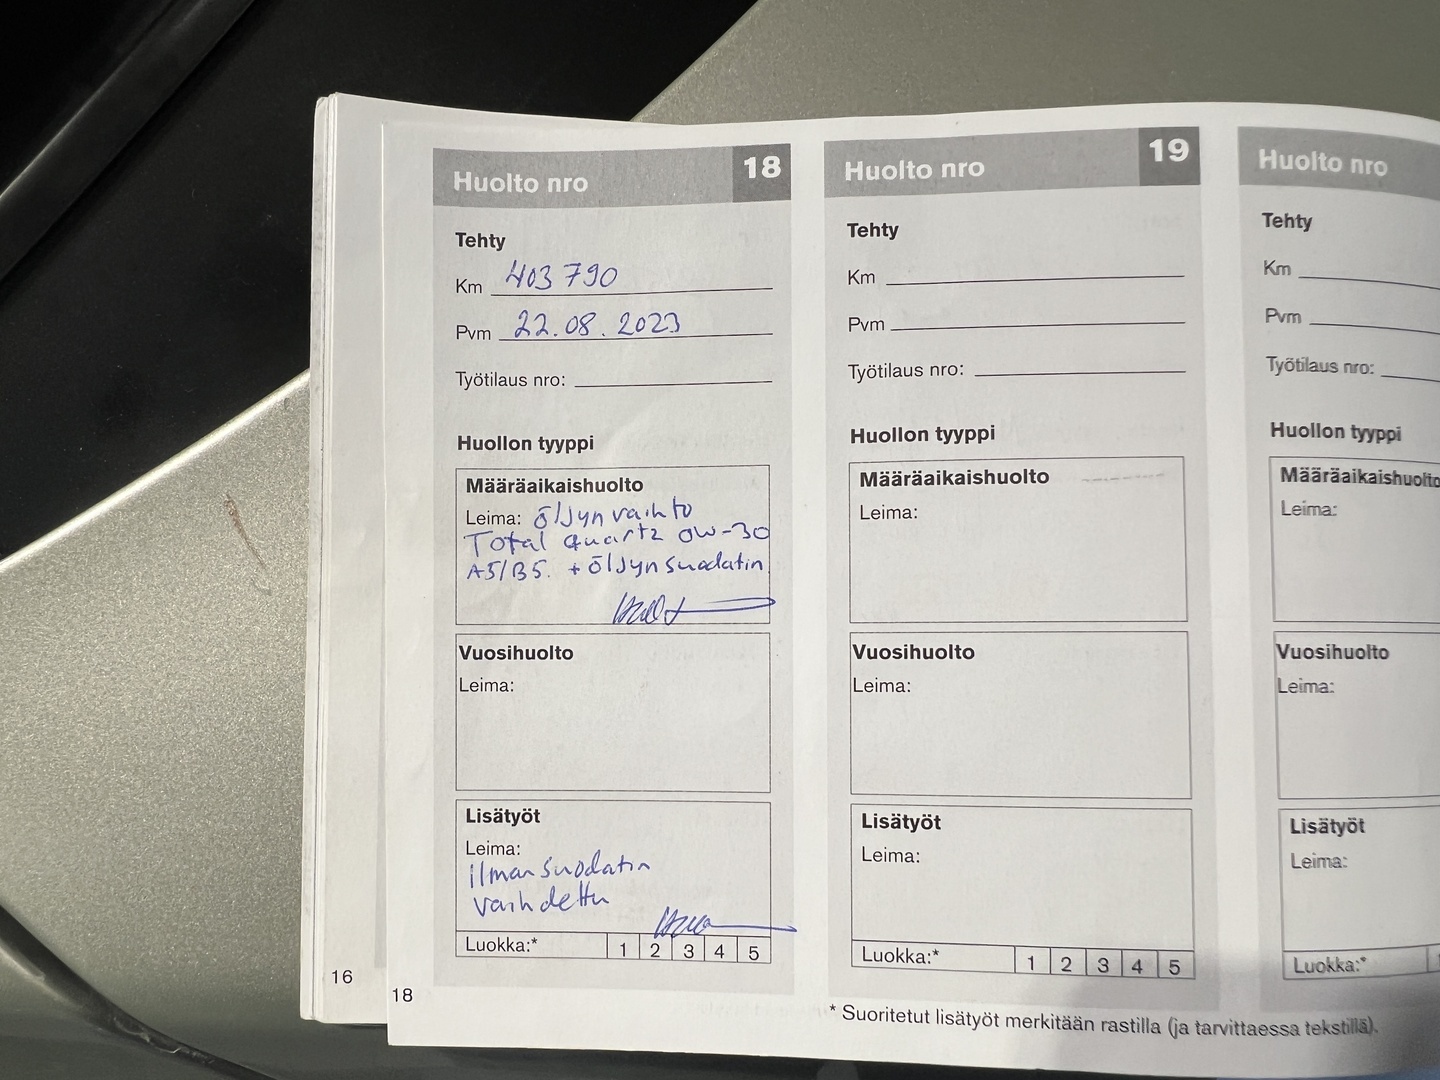 Huolto nro 18
Tehty
Km 403 790
Pvm 22.08.2023
Työtilaus nro:
Huollon tyyppi
Määräaikaishuolto
Leima: öljyn vaihto
Total quartz 0W-30
A5/B5. + öljyn suodatin
Vuosihuolto
Leima:
Lisätyöt
Leima:
ilman suodatin
vaihdettu
Luokka:* 1 2 3 4 5
16
18
Huolto nro 19
Tehty
Km
Pvm
Työtilaus nro:
Huollon tyyppi
Määräaikaishuolto
Leima:
Vuosihuolto
Leima:
Lisätyöt
Leima:
Luokka:* 1 2 3 4 5
Huolto nro
Tehty
Km
Pvm
Työtilaus nro:
Huollon tyyppi
Määräaikaishuolto
Leima:
Vuosihuolto
Leima:
Lisätyöt
Leima:
Luokka:*
* Suoritetut lisätyöt merkitään rastilla (ja tarvittaessa tekstillä).